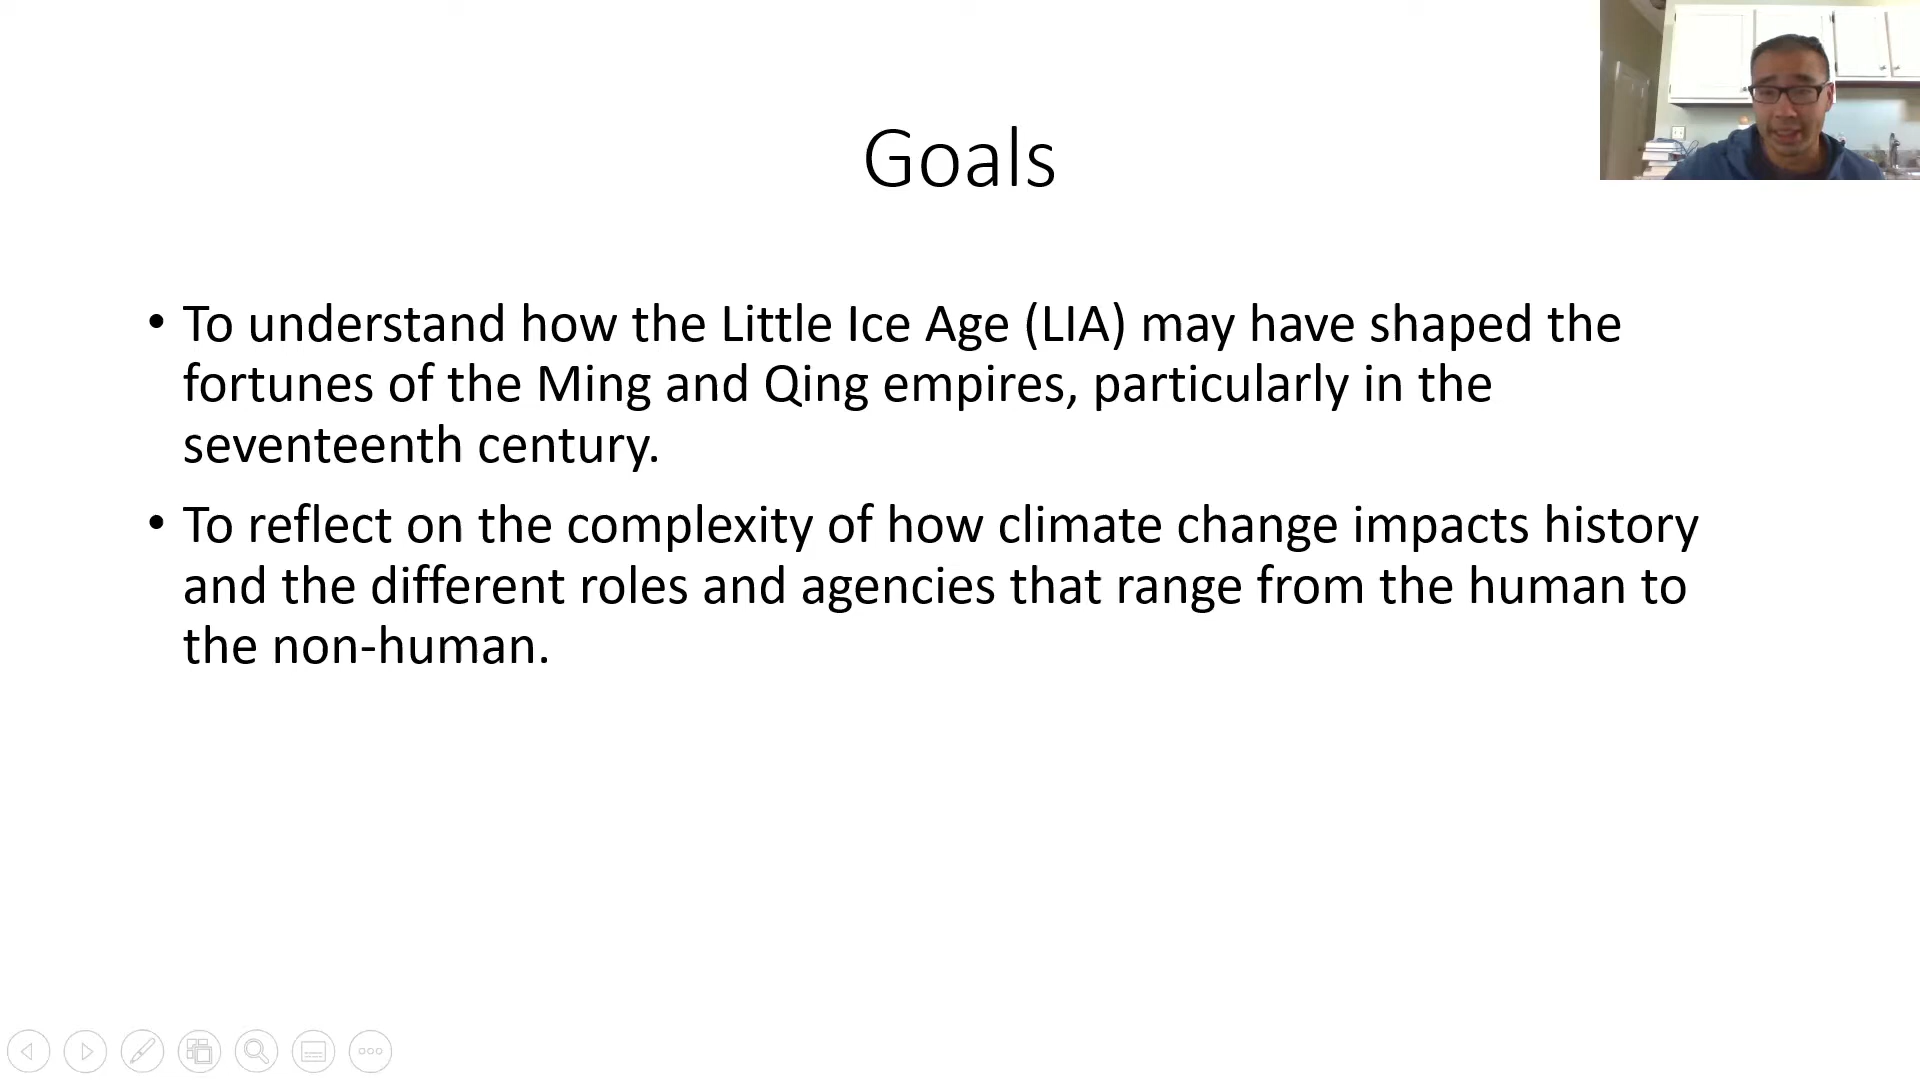 Goals
• To understand how the Little Ice Age (LIA) may have shaped the
fortunes of the Ming and Qing empires, particularly in the
seventeenth century.
• To reflect on the complexity of how climate change impacts history
and the different roles and agencies that range from the human to
the non-human.